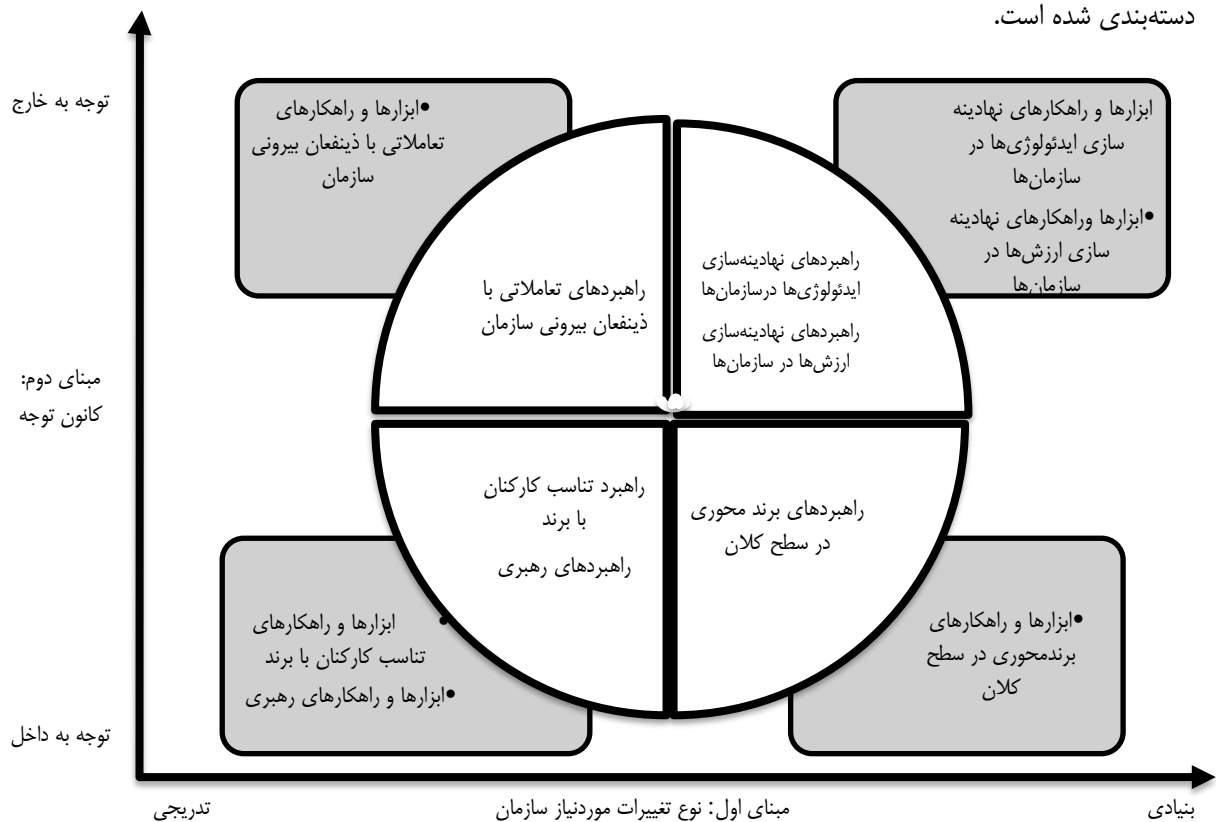 دسته‌بندی شده است.
توجه به خارج
ابزارها و راهکارهای نهادینه
سازی ایدئولوژی‌ها در
سازمان‌ها
•ابزارها وراهکارهای نهادینه
سازی ارزش‌ها در
سازمان‌ها
•ابزارها و راهکارهای
تعاملاتی با ذینفعان بیرونی
سازمان
راهبردهای نهادینه‌سازی
ایدئولوژی‌ها درسازمان‌ها
راهبردهای نهادینه‌سازی
ارزش‌ها در سازمان‌ها
راهبردهای تعاملاتی با
ذینفعان بیرونی سازمان
مبنای دوم:
کانون توجه
راهبردهای برند محوری
در سطح کلان
راهبرد تناسب کارکنان
با برند
راهبردهای رهبری
•ابزارها و راهکارهای
برندمحوری در سطح
کلان
• ابزارها و راهکارهای
تناسب کارکنان با برند
•ابزارها و راهکارهای رهبری
توجه به داخل
بنیادی
مبنای اول: نوع تغییرات موردنیاز سازمان
تدریجی